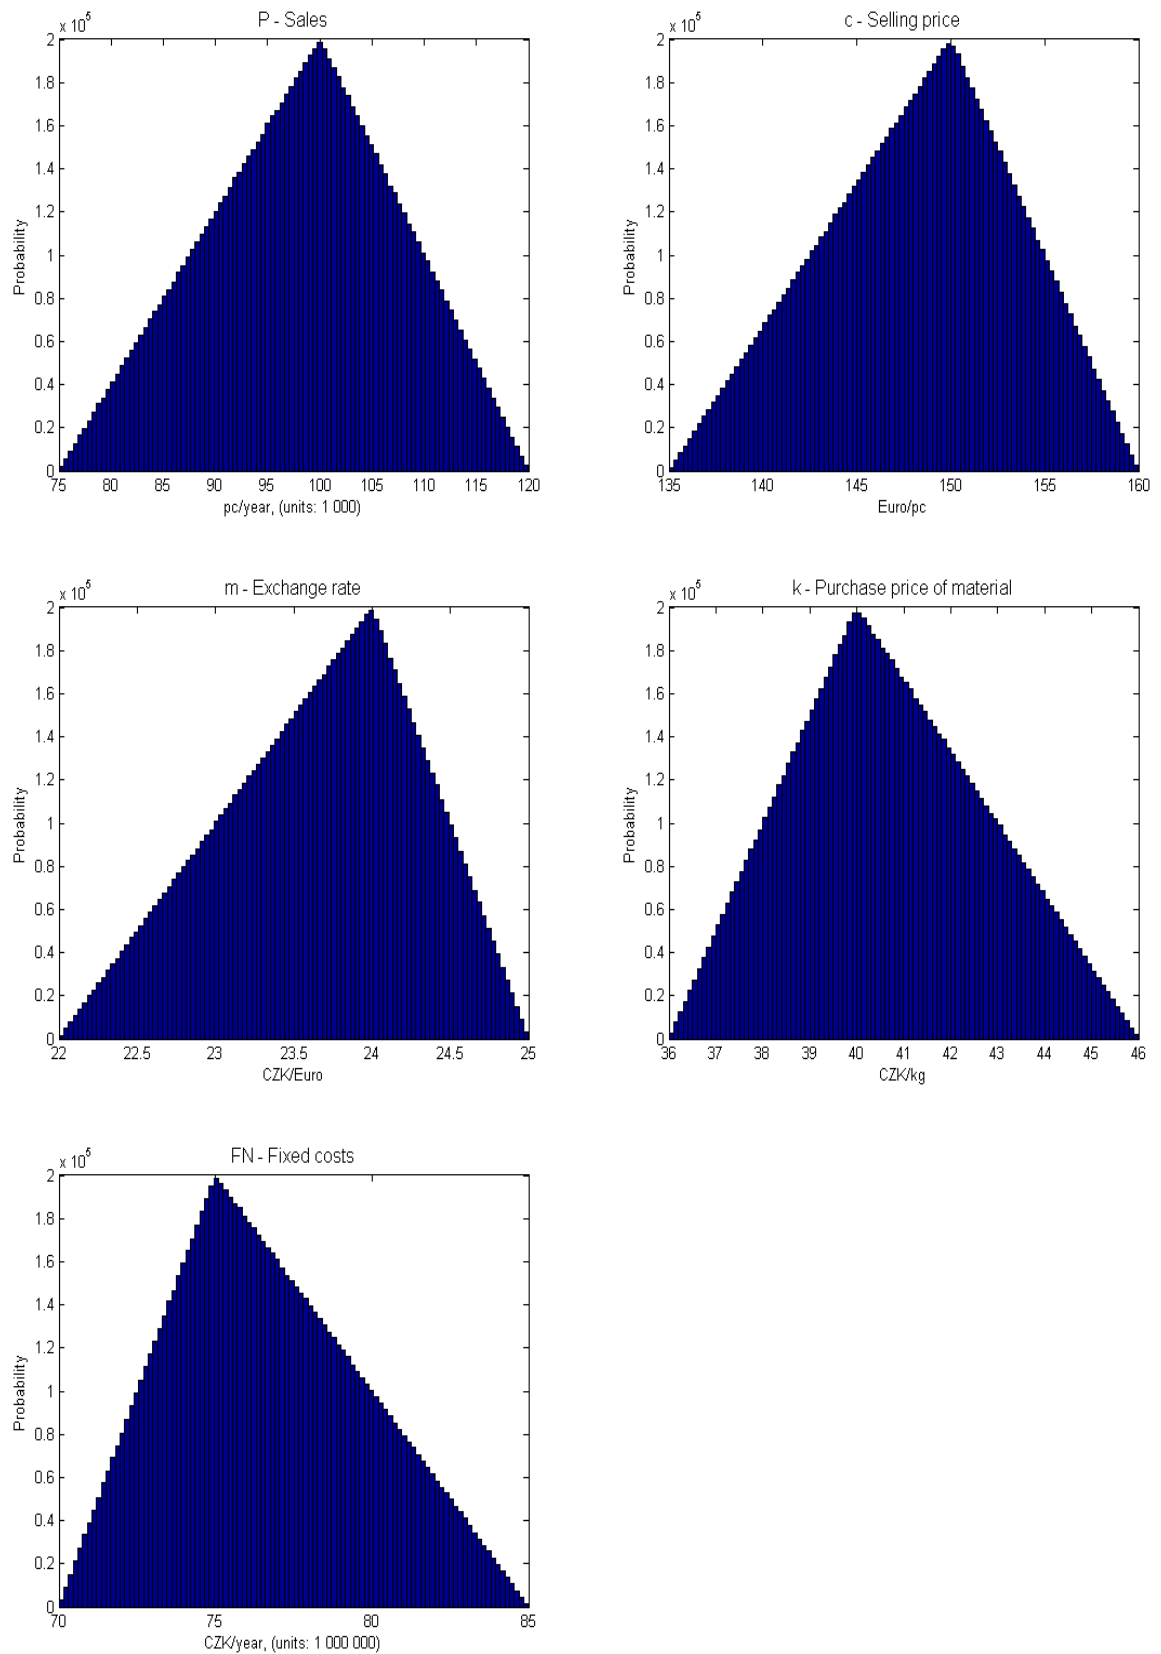 P - Sales
x 10^5
2
1.8
1.6
1.4
1.2
1
0.8
0.6
0.4
0.2
0
Probability
75 80 85 90 95 100 105 110 115 120
pc/year, (units: 1 000)
c - Selling price
x 10^5
2
1.8
1.6
1.4
1.2
1
0.8
0.6
0.4
0.2
0
Probability
135 140 145 150 155 160
Euro/pc
m - Exchange rate
x 10^5
2
1.8
1.6
1.4
1.2
1
0.8
0.6
0.4
0.2
0
Probability
22 22.5 23 23.5 24 24.5 25
CZK/Euro
k - Purchase price of material
x 10^5
2
1.8
1.6
1.4
1.2
1
0.8
0.6
0.4
0.2
0
Probability
36 37 38 39 40 41 42 43 44 45 46
CZK/kg
FN - Fixed costs
x 10^5
2
1.8
1.6
1.4
1.2
1
0.8
0.6
0.4
0.2
0
Probability
70 75 80 85
CZK/year, (units: 1 000 000)